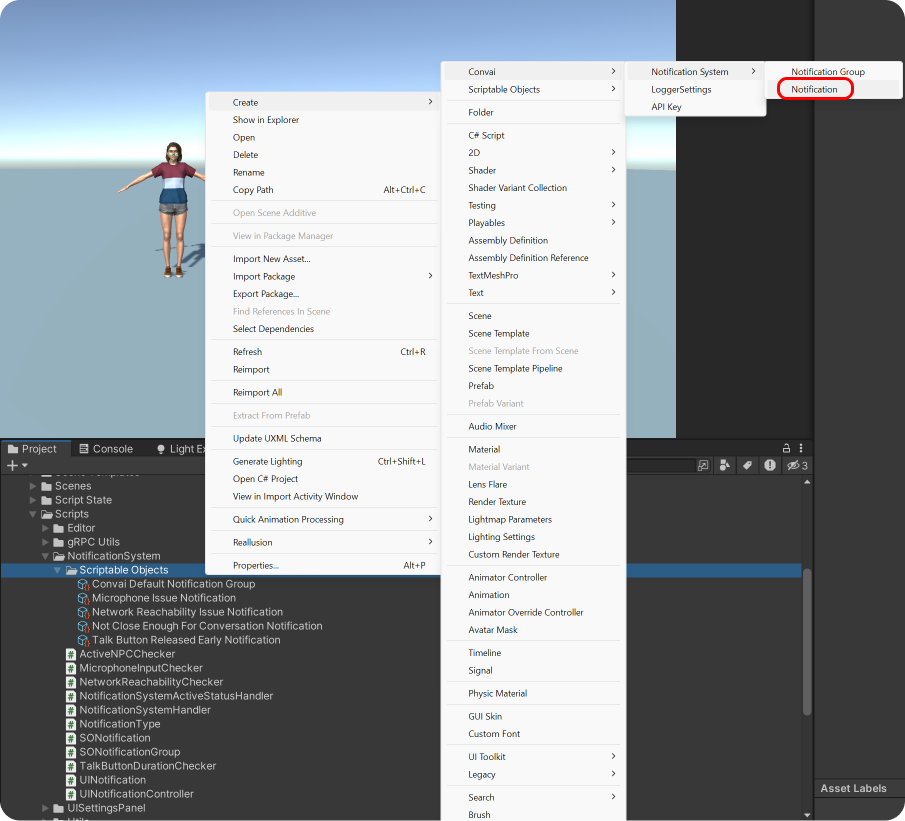 Create
Show in Explorer
Open
Delete
Rename
Copy Path Alt+Ctrl+C
Open Scene Additive
View in Package Manager
Import New Asset...
Import Package
Export Package...
Find References In Scene
Select Dependencies
Refresh Ctrl+R
Reimport
Reimport All
Extract From Prefab
Update UXML Schema
Generate Lighting Ctrl+Shift+L
Open C# Project
View in Import Activity Window
Quick Animation Processing
Reallusion
Properties... Alt+P
Convai
Scriptable Objects
Folder
C# Script
2D
Shader
Shader Variant Collection
Testing
Playables
Assembly Definition
Assembly Definition Reference
TextMeshPro
Text
Scene
Scene Template
Scene Template From Scene
Scene Template Pipeline
Prefab
Prefab Variant
Audio Mixer
Material
Material Variant
Lens Flare
Render Texture
Lightmap Parameters
Lighting Settings
Custom Render Texture
Animator Controller
Animation
Animator Override Controller
Avatar Mask
Timeline
Signal
Physic Material
GUI Skin
Custom Font
UI Toolkit
Legacy
Search
Brush
Notification System
LoggerSettings
API Key
Notification Group
Notification
Project Console Light Ex
3
Scenes
Script State
Scripts
Editor
gRPC Utils
NotificationSystem
Scriptable Objects
Convai Default Notification Group
Microphone Issue Notification
Network Reachability Issue Notification
Not Close Enough For Conversation Notification
Talk Button Released Early Notification
ActiveNPCChecker
MicrophoneInputChecker
NetworkReachabilityChecker
NotificationSystemActiveStatusHandler
NotificationSystemHandler
NotificationType
SONotification
SONotificationGroup
TalkButtonDurationChecker
UINotification
UINotificationController
UISettingsPanel
Asset Labels